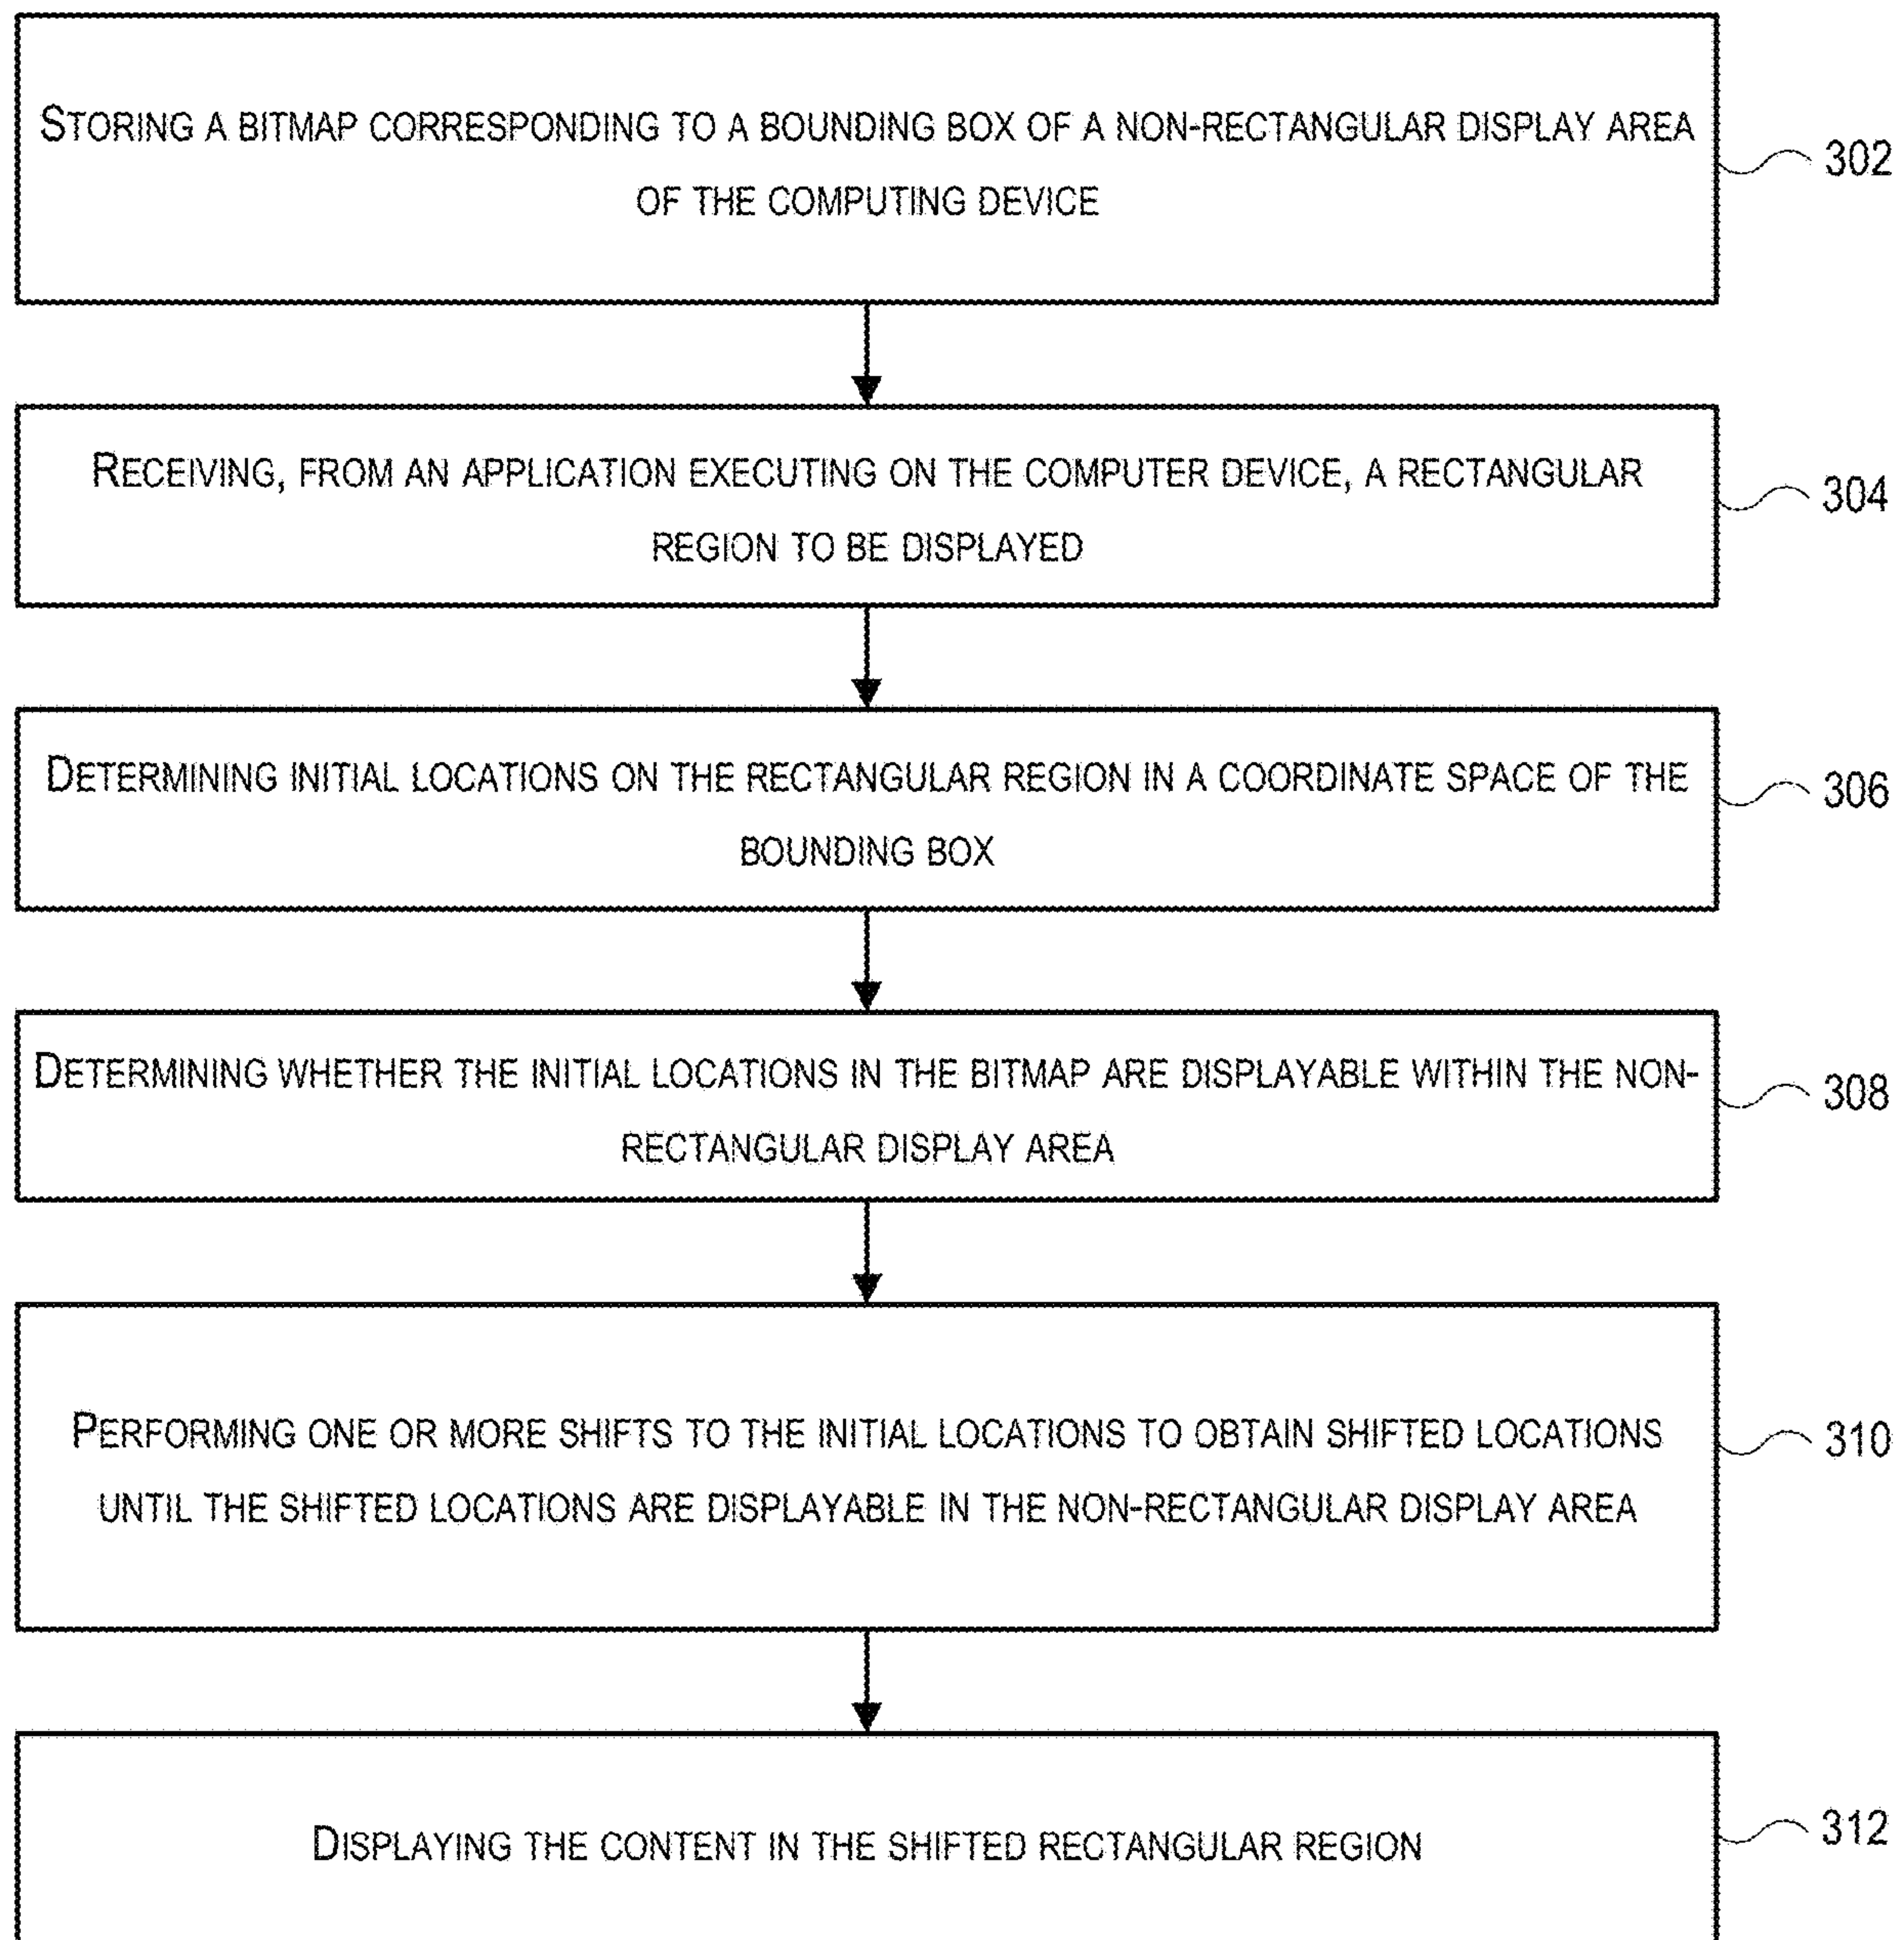 STORING A BITMAP CORRESPONDING TO A BOUNDING BOX OF A NON-RECTANGULAR DISPLAY AREA
OF THE COMPUTING DEVICE
302
RECEIVING, FROM AN APPLICATION EXECUTING ON THE COMPUTER DEVICE, A RECTANGULAR
REGION TO BE DISPLAYED
304
DETERMINING INITIAL LOCATIONS ON THE RECTANGULAR REGION IN A COORDINATE SPACE OF THE
BOUNDING BOX
306
DETERMINING WHETHER THE INITIAL LOCATIONS IN THE BITMAP ARE DISPLAYABLE WITHIN THE NON-
RECTANGULAR DISPLAY AREA
308
PERFORMING ONE OR MORE SHIFTS TO THE INITIAL LOCATIONS TO OBTAIN SHIFTED LOCATIONS
UNTIL THE SHIFTED LOCATIONS ARE DISPLAYABLE IN THE NON-RECTANGULAR DISPLAY AREA
310
DISPLAYING THE CONTENT IN THE SHIFTED RECTANGULAR REGION
312